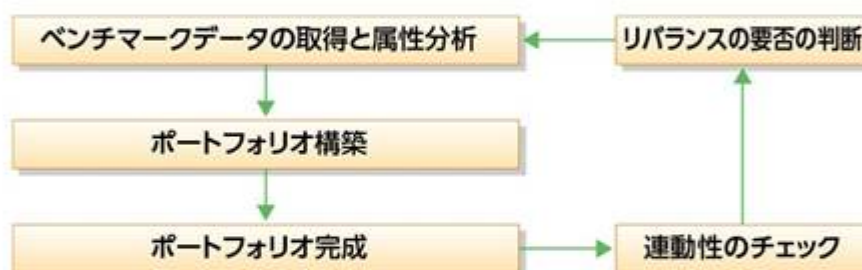 ベンチマークデータの取得と属性分析
リバランスの要否の判断
ポートフォリオ構築
ポートフォリオ完成
連動性のチェック